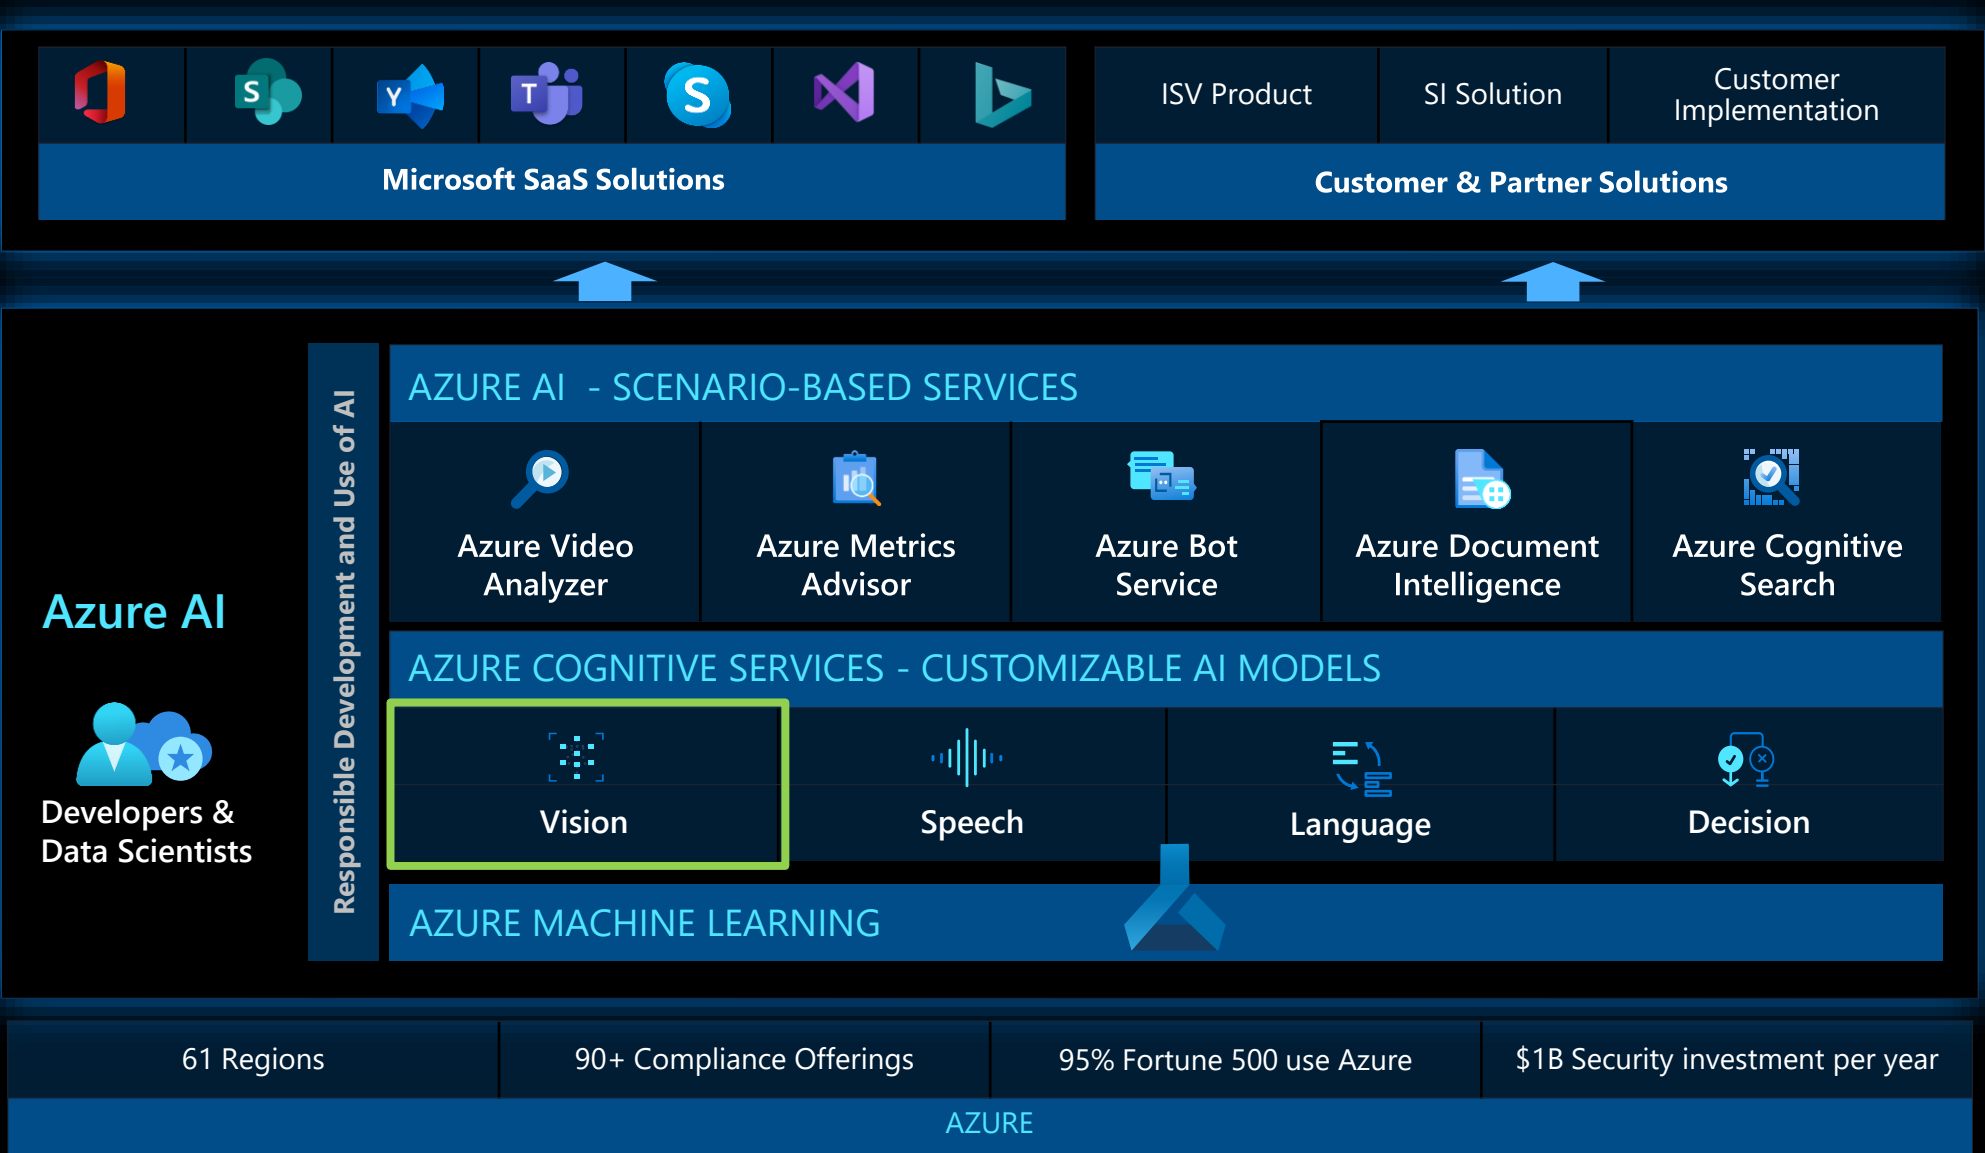 S
Y
T
S
ISV Product
SI Solution
Customer
Implementation
Microsoft SaaS Solutions
Customer & Partner Solutions
Azure AI
Developers &
Data Scientists
Responsible Development and Use of AI
AZURE AI - SCENARIO-BASED SERVICES
Azure Video
Analyzer
Azure Metrics
Advisor
Azure Bot
Service
Azure Document
Intelligence
Azure Cognitive
Search
AZURE COGNITIVE SERVICES - CUSTOMIZABLE AI MODELS
Vision
Speech
Language
Decision
AZURE MACHINE LEARNING
61 Regions
90+ Compliance Offerings
95% Fortune 500 use Azure
$1B Security investment per year
AZURE